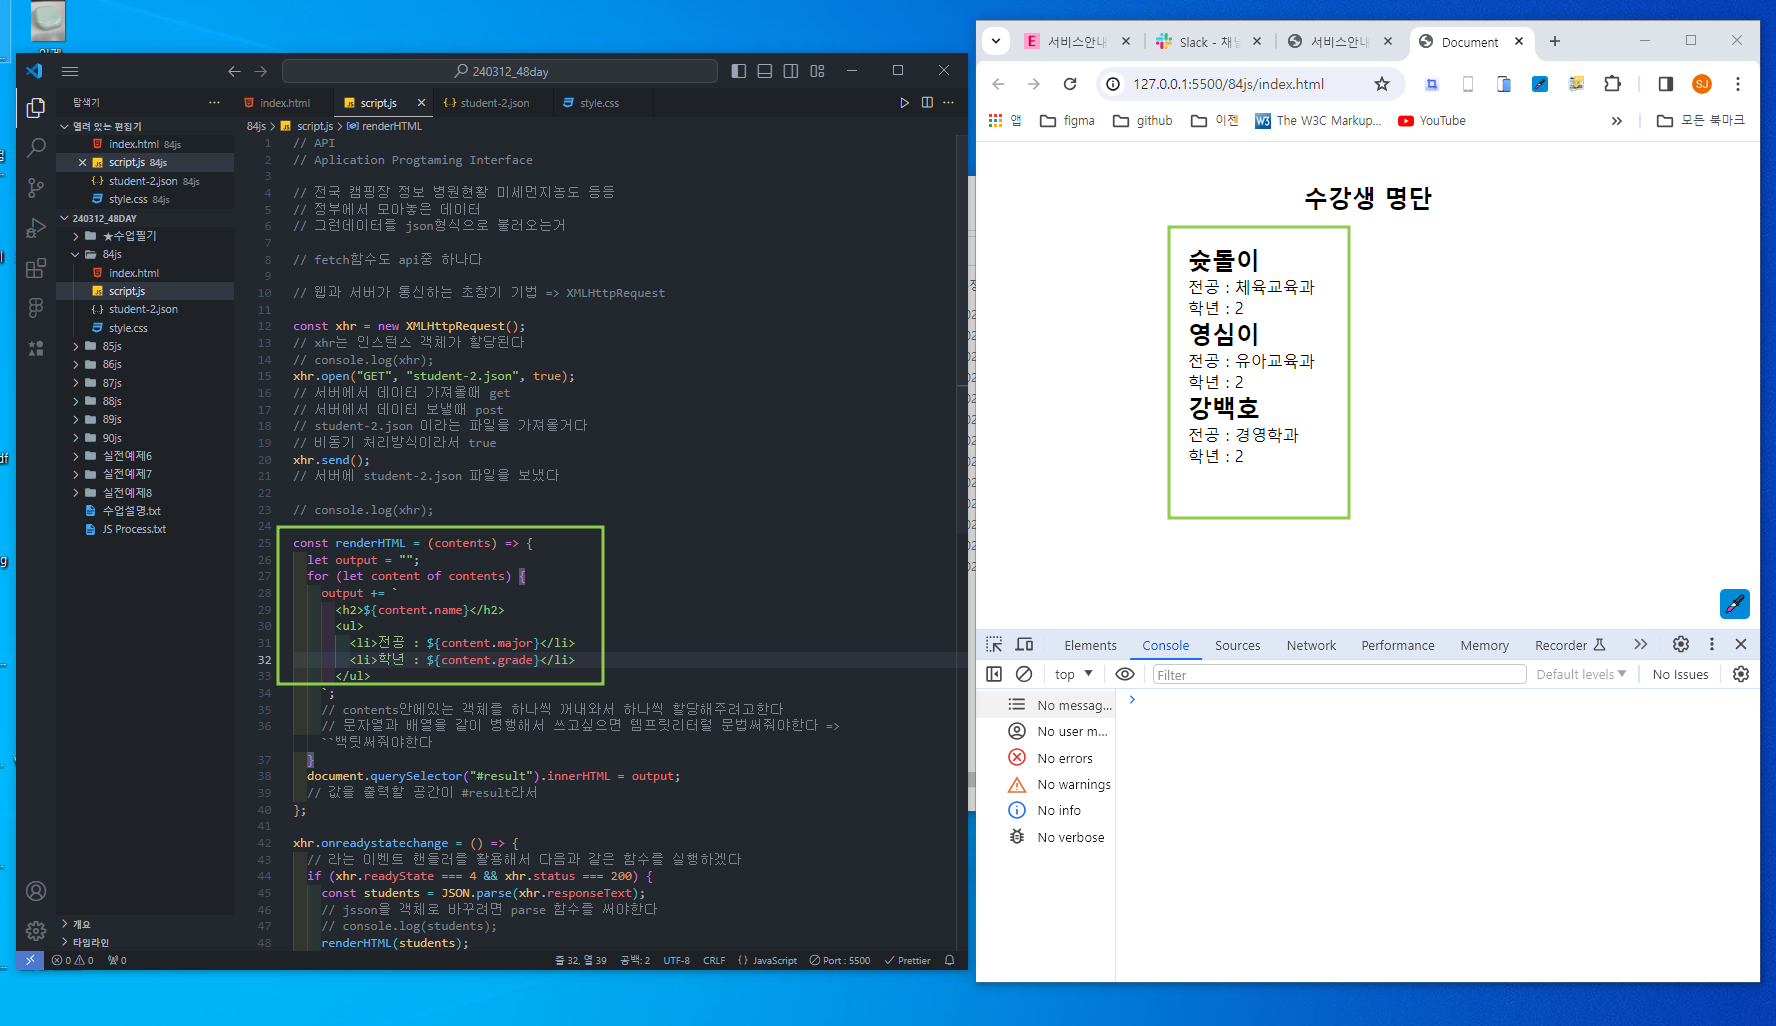 240312_48day
탐색기
index.html
script.js
student-2.json
style.css
열려 있는 편집기
index.html 84js
script.js 84js
student-2.json 84js
style.css 84js
240312_48DAY
★수업필기
84js
index.html
script.js
student-2.json
style.css
85js
86js
87js
88js
89js
90js
실전예제6
실전예제7
실전예제8
수업설명.txt
JS Process.txt
개요
타임라인
84js > script.js > renderHTML
1 // API
2 // Aplication Progtaming Interface
3
4 // 전국 캠핑장 정보 병원현황 미세먼지농도 등등
5 // 정부에서 모아놓은 데이터
6 // 그런데이터를 json형식으로 불러오는거
7
8 // fetch함수도 api중 하나다
9
10 // 웹과 서버가 통신하는 초창기 기법 => XMLHttpRequest
11
12 const xhr = new XMLHttpRequest();
13 // xhr는 인스턴스 객체가 할당된다
14 // console.log(xhr);
15 xhr.open("GET", "student-2.json", true);
16 // 서버에서 데이터 가져올때 get
17 // 서버에서 데이터 보낼때 post
18 // student-2.json 이라는 파일을 가져올거다
19 // 비동기 처리방식이라서 true
20 xhr.send();
21 // 서버에 student-2.json 파일을 보냈다
22
23 // console.log(xhr);
24
25 const renderHTML = (contents) => {
26 let output = "";
27 for (let content of contents) {
28 output += `
29 <h2>${content.name}</h2>
30 <ul>
31 <li>전공 : ${content.major}</li>
32 <li>학년 : ${content.grade}</li>
33 </ul>
34 `;
35 // contents안에있는 객체를 하나씩 꺼내와서 하나씩 할당해주려고한다
36 // 문자열과 배열을 같이 병행해서 쓰고싶으면 템프릿리터럴 문법써줘야한다 =>
``백팃써줘야한다
37 }
38 document.querySelector("#result").innerHTML = output;
39 // 값을 출력할 공간이 #result라서
40 };
41
42 xhr.onreadystatechange = () => {
43 // 라는 이벤트 핸들러를 활용해서 다음과 같은 함수를 실행하겠다
44 if (xhr.readyState === 4 && xhr.status === 200) {
45 const students = JSON.parse(xhr.responseText);
46 // jsson을 객체로 바꾸려면 parse 함수를 써야한다
47 // console.log(students);
48 renderHTML(students);
0 0 0
줄 32, 열 39 공백: 2 UTF-8 CRLF {} JavaScript Port : 5500 Prettier
서비스안내
Slack - 채널
서비스안내
Document
127.0.0.1:5500/84js/index.html
SJ
앱 figma github 이젠 The W3C Markup... YouTube » 모든 북마크
수강생 명단
슛돌이
전공 : 체육교육과
학년 : 2
영심이
전공 : 유아교육과
학년 : 2
강백호
전공 : 경영학과
학년 : 2
Elements Console Sources Network Performance Memory Recorder
top Filter Default levels No Issues
No messag...
No user m...
No errors
No warnings
No info
No verbose